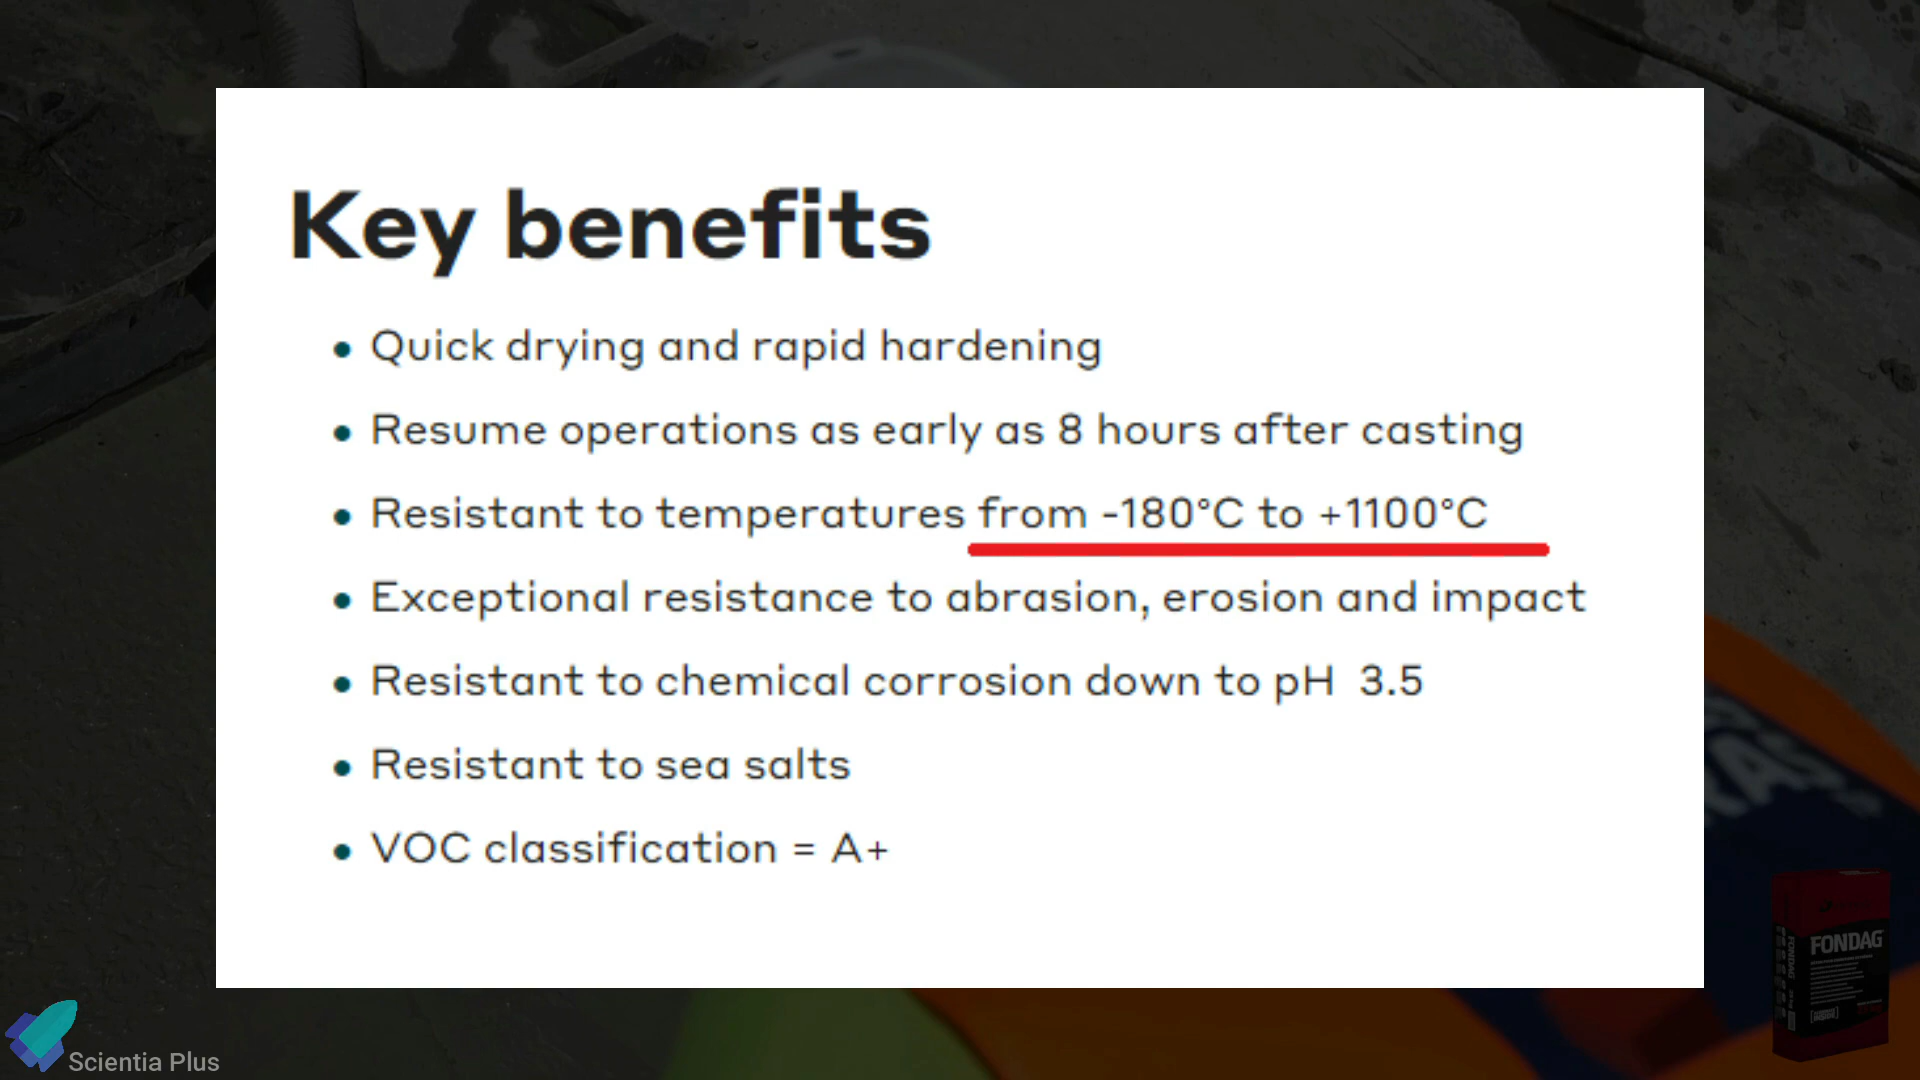 Key benefits
Quick drying and rapid hardening
Resume operations as early as 8 hours after casting
Resistant to temperatures from -180°C to +1100°C
Exceptional resistance to abrasion, erosion and impact
Resistant to chemical corrosion down to pH 3.5
Resistant to sea salts
VOC classification = A+
FONDAG
FONDAG
Scientia Plus